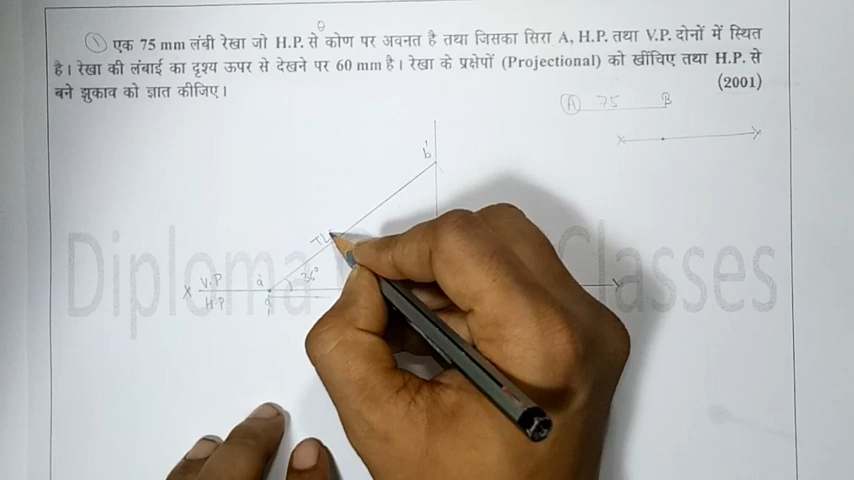 θ
① एक 75 mm लंबी रेखा जो H.P. से कोण पर अवनत है तथा जिसका सिरा A, H.P. तथा V.P. दोनों में स्थित
है। रेखा की लंबाई का दृश्य ऊपर से देखने पर 60 mm है। रेखा के प्रक्षेपों (Projectional) को खींचिए तथा H.P. से
बने झुकाव को ज्ञात कीजिए। (2001)
A 75 B
X Y
b'
TL
X V.P a' 36° Y
H.P a
Diploma Classes